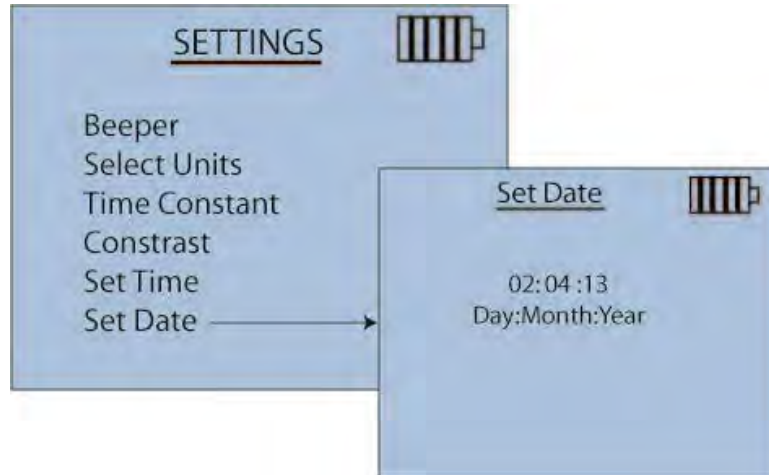 SETTINGS
Beeper
Select Units
Time Constant
Constrast
Set Time
Set Date
Set Date
02:04 :13
Day:Month:Year